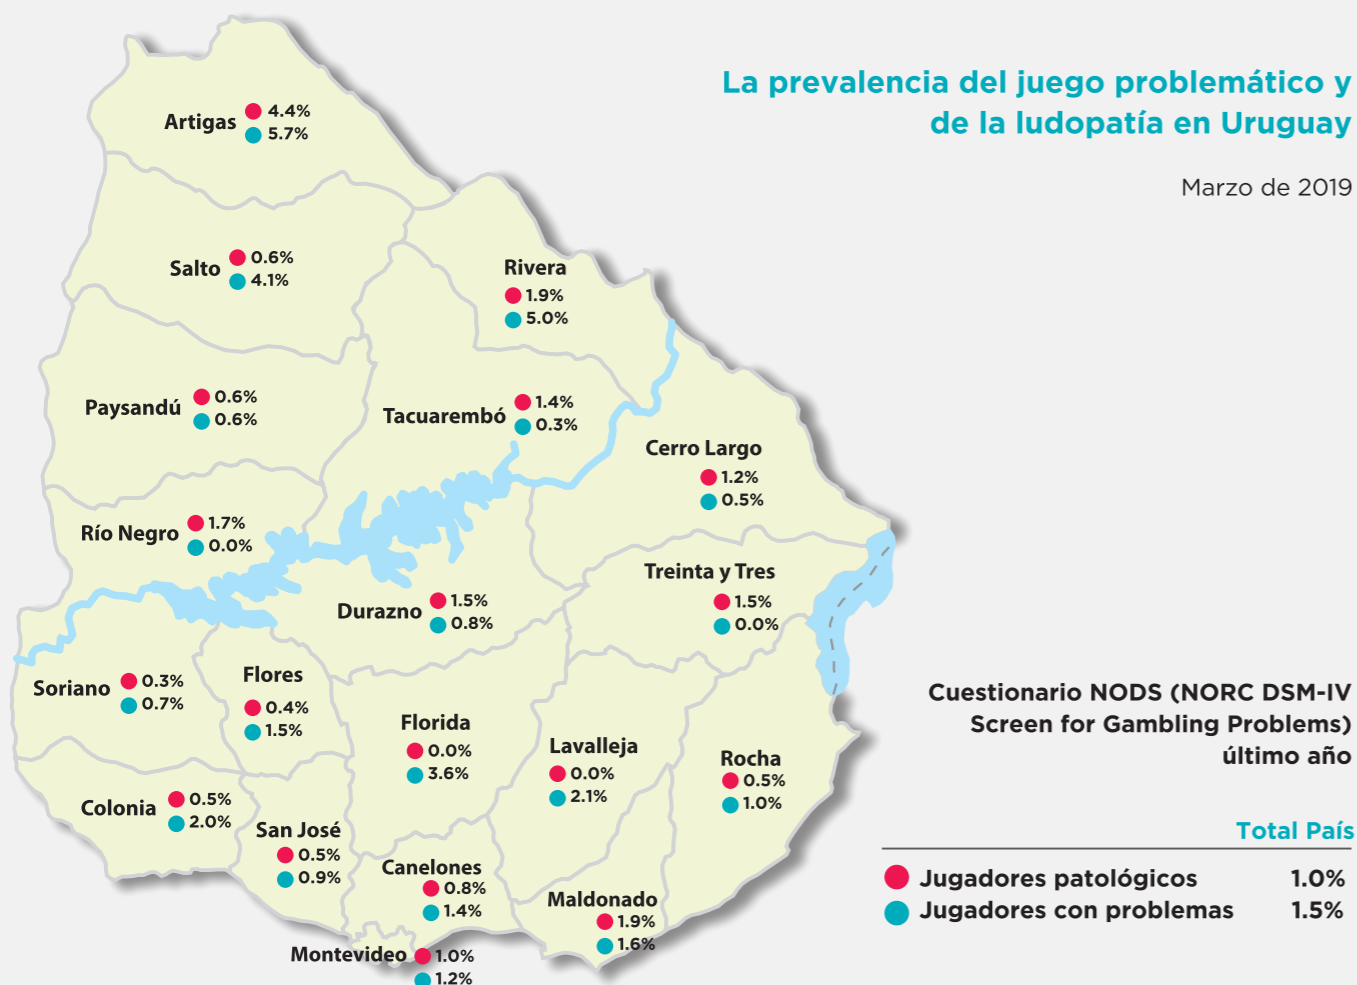 La prevalencia del juego problemático y
de la ludopatía en Uruguay
Marzo de 2019
Artigas
4.4%
5.7%
Salto
0.6%
4.1%
Rivera
1.9%
5.0%
Paysandú
0.6%
0.6%
Tacuarembó
1.4%
0.3%
Cerro Largo
1.2%
0.5%
Río Negro
1.7%
0.0%
Treinta y Tres
1.5%
0.0%
Durazno
1.5%
0.8%
Soriano
0.3%
0.7%
Flores
0.4%
1.5%
Florida
0.0%
3.6%
Lavalleja
0.0%
2.1%
Rocha
0.5%
1.0%
Colonia
0.5%
2.0%
San José
0.5%
0.9%
Canelones
0.8%
1.4%
Maldonado
1.9%
1.6%
Montevideo
1.0%
1.2%
Cuestionario NODS (NORC DSM-IV
Screen for Gambling Problems)
último año
Total País
Jugadores patológicos 1.0%
Jugadores con problemas 1.5%